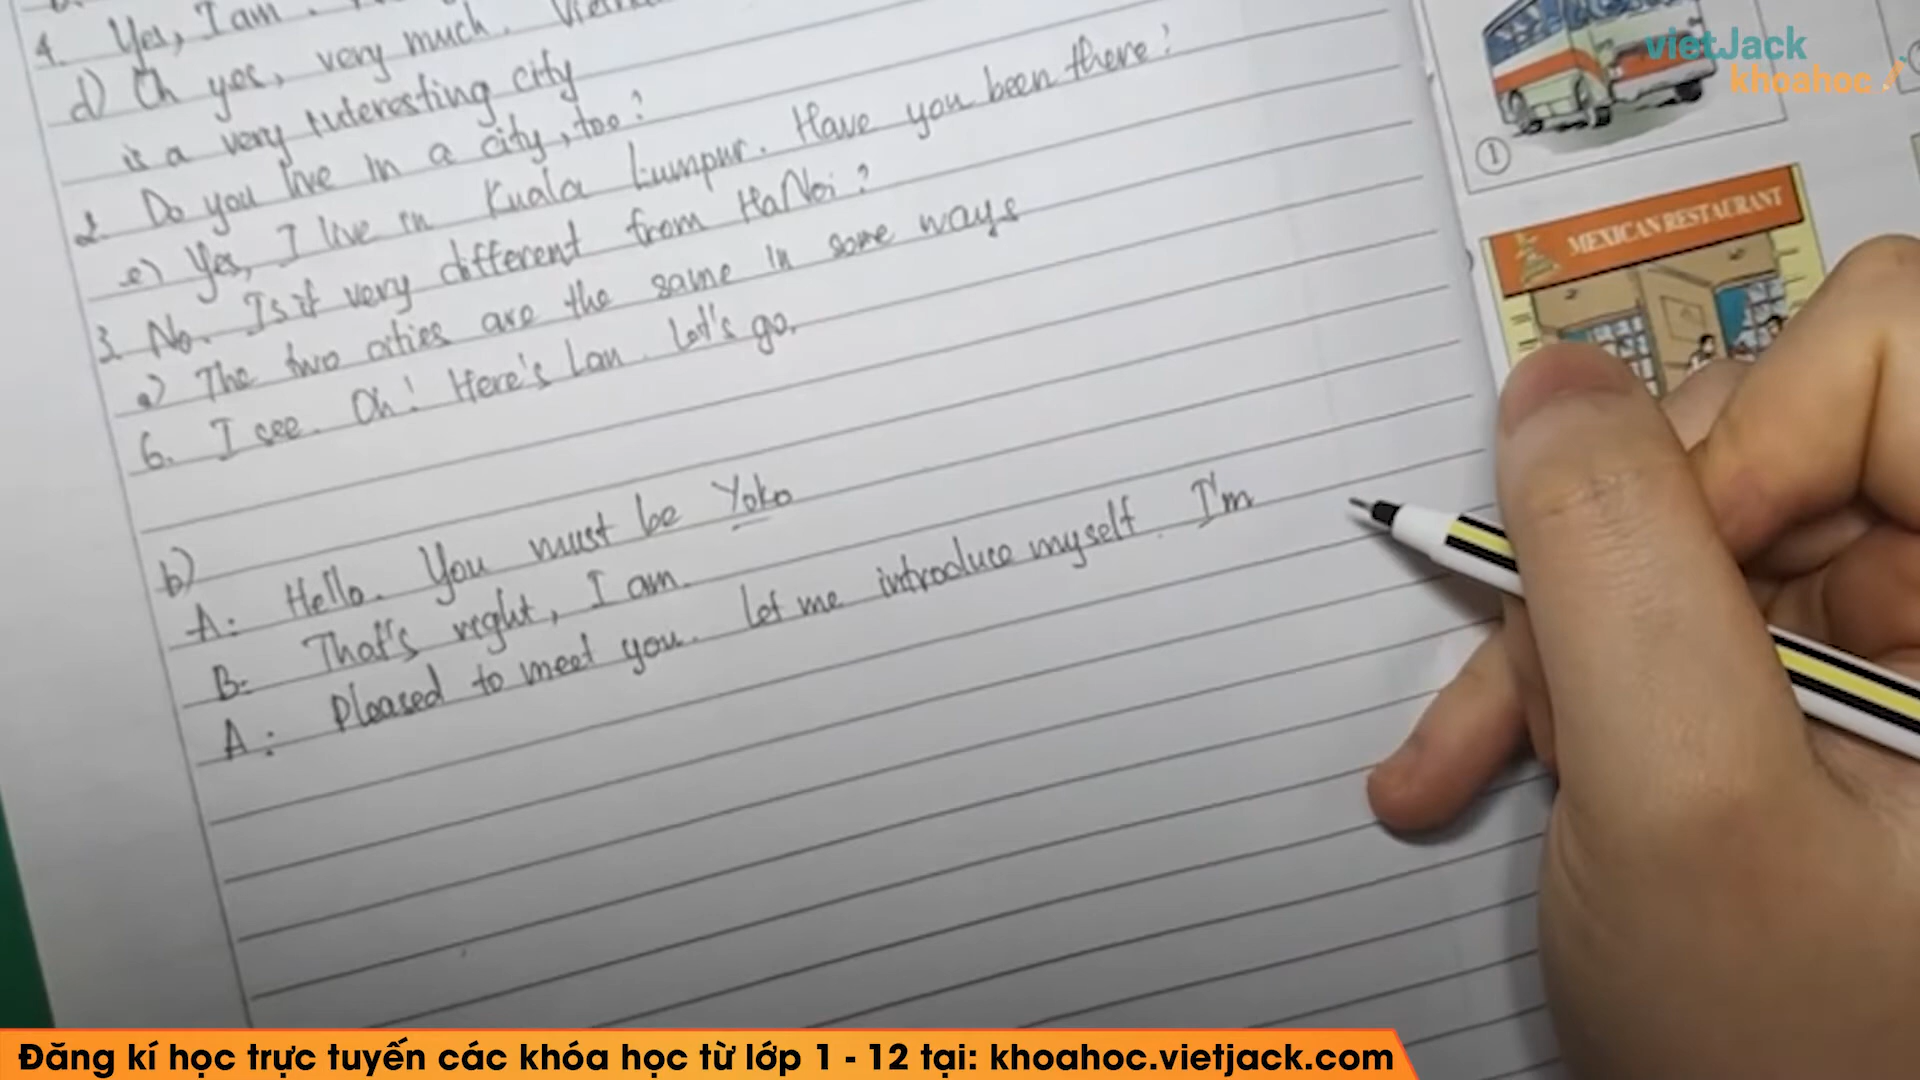 4. Yes, I am.
d) Oh yes, very much.
is a very interesting city
2. Do you live in a city, too?
e) Yes, I live in Kuala Lumpur. Have you been there?
3. No. Is it very different from HaNoi?
a) The two cities are the same in some ways
6. I see. Oh! Here's Lan. Let's go.
b)
A: Hello. You must be Yoko
B: That's right, I am.
A: Pleased to meet you. Let me introduce myself. I'm
vietJack
khoahoc
1
MEXICAN RESTAURANT
Đăng kí học trực tuyến các khóa học từ lớp 1 - 12 tại: khoahoc.vietjack.com